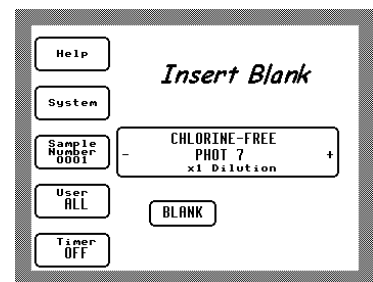 Help
System
Sample
Number
0001
User
ALL
Timer
OFF
Insert Blank
CHLORINE-FREE
- PHOT 7 +
x1 Dilution
BLANK